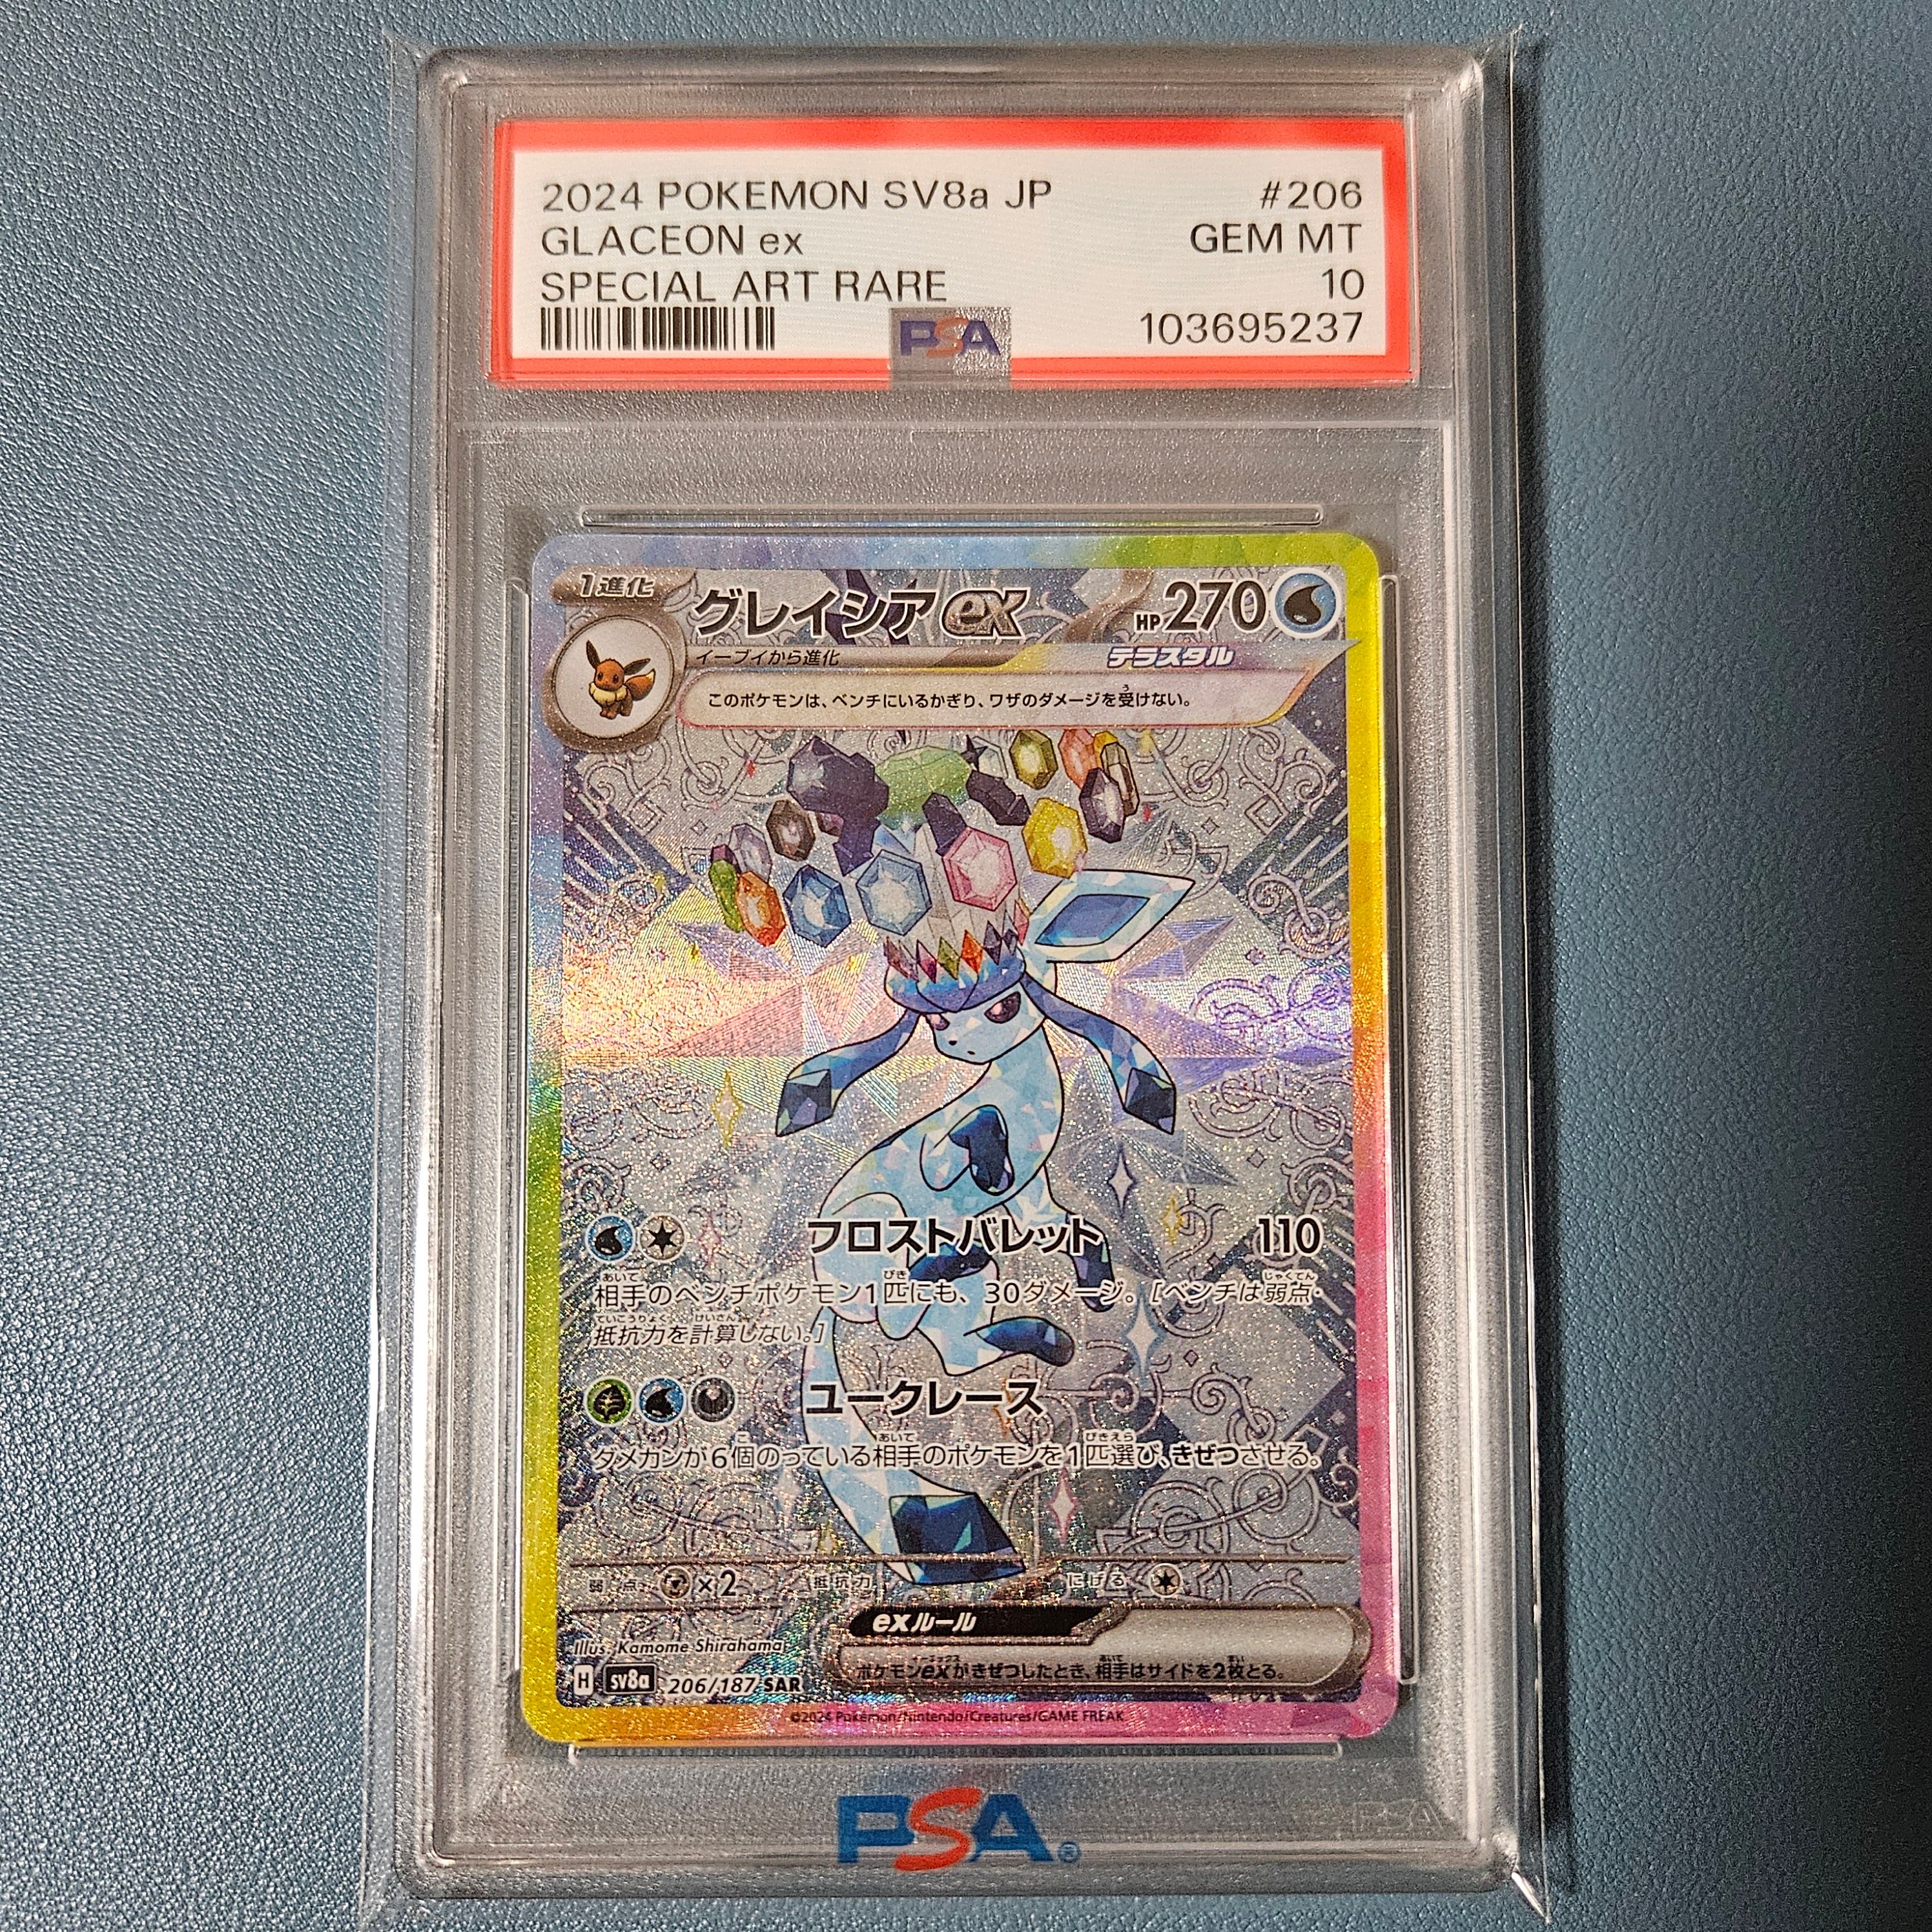 2024 POKEMON SV8a JP #206
GLACEON ex GEM MT
SPECIAL ART RARE 10
PSA 103695237
1進化 グレイシアex HP270
イーブイから進化 テラスタル
このポケモンは、ベンチにいるかぎり、ワザのダメージを受けない。
フロストバレット 110
相手のベンチポケモン1匹にも、30ダメージ。[ベンチは弱点・
抵抗力を計算しない。]
ユークレース
ダメカンが6個のっている相手のポケモンを1匹選び、きぜつさせる。
弱点 ×2 抵抗力 にげる
exルール
Illus. Kamome Shirahama
ポケモンexがきぜつしたとき、相手はサイドを2枚とる。
H sv8a 206/187 SAR
©2024 Pokémon/Nintendo/Creatures/GAME FREAK
PSA®